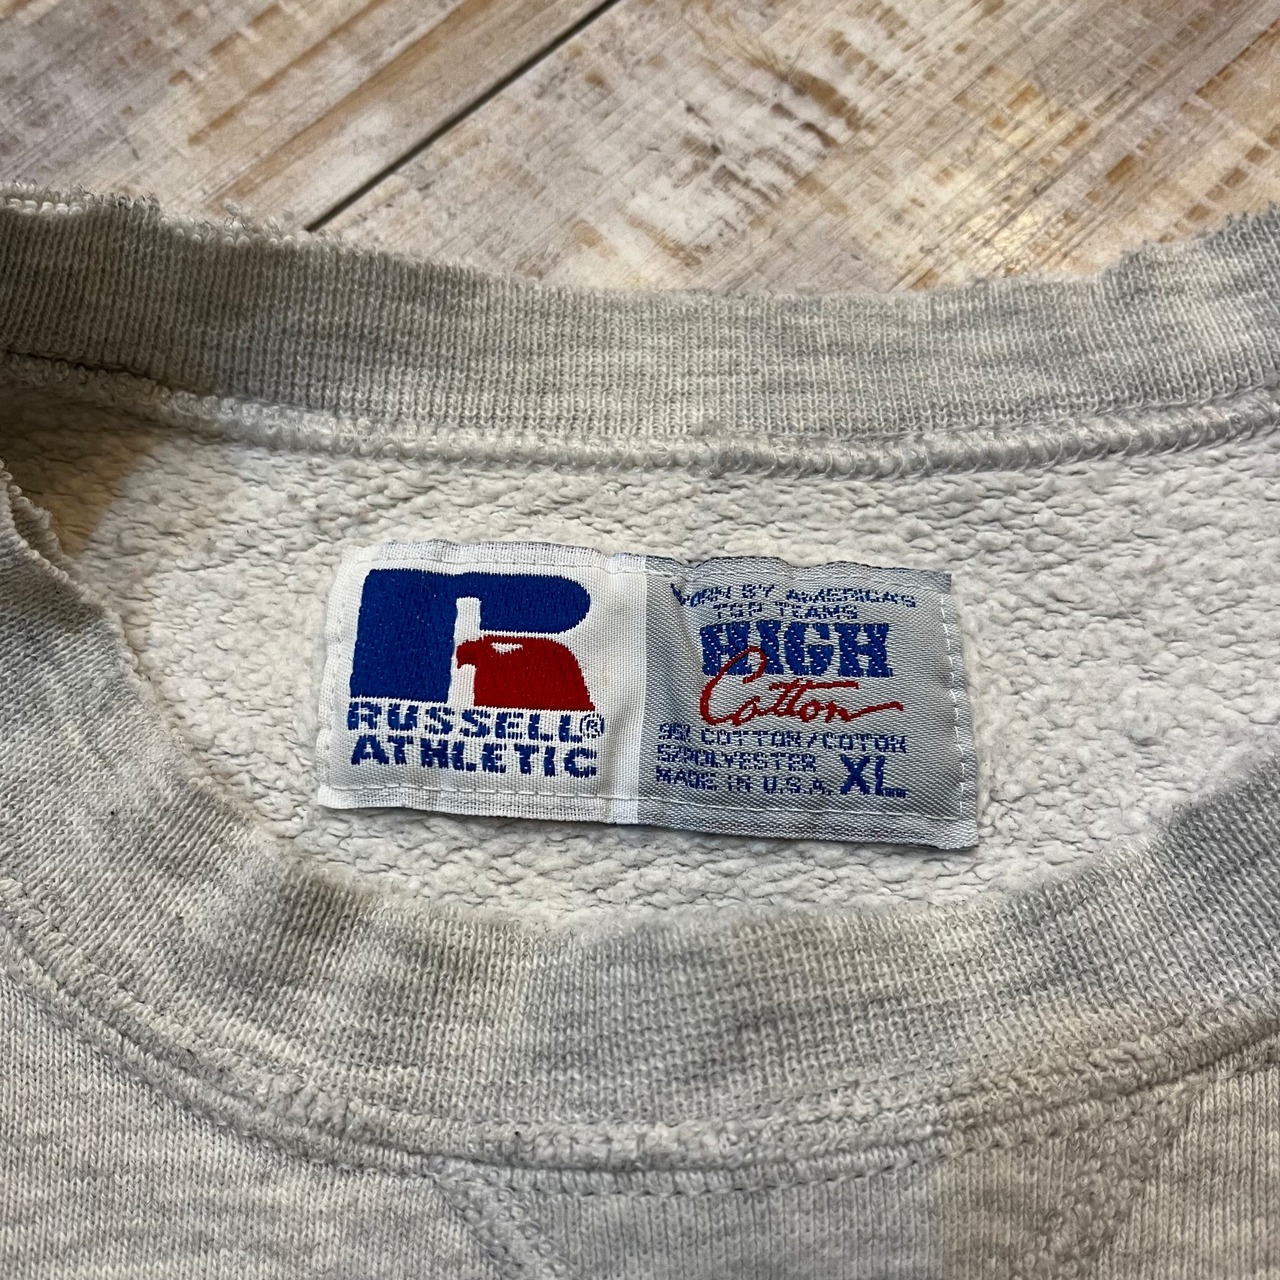 RUSSELL®
ATHLETIC
WORN BY AMERICA'S
TOP TEAMS
HIGH
Cotton
95% COTTON/COTON
5%POLYESTER
MADE IN U.S.A. XL